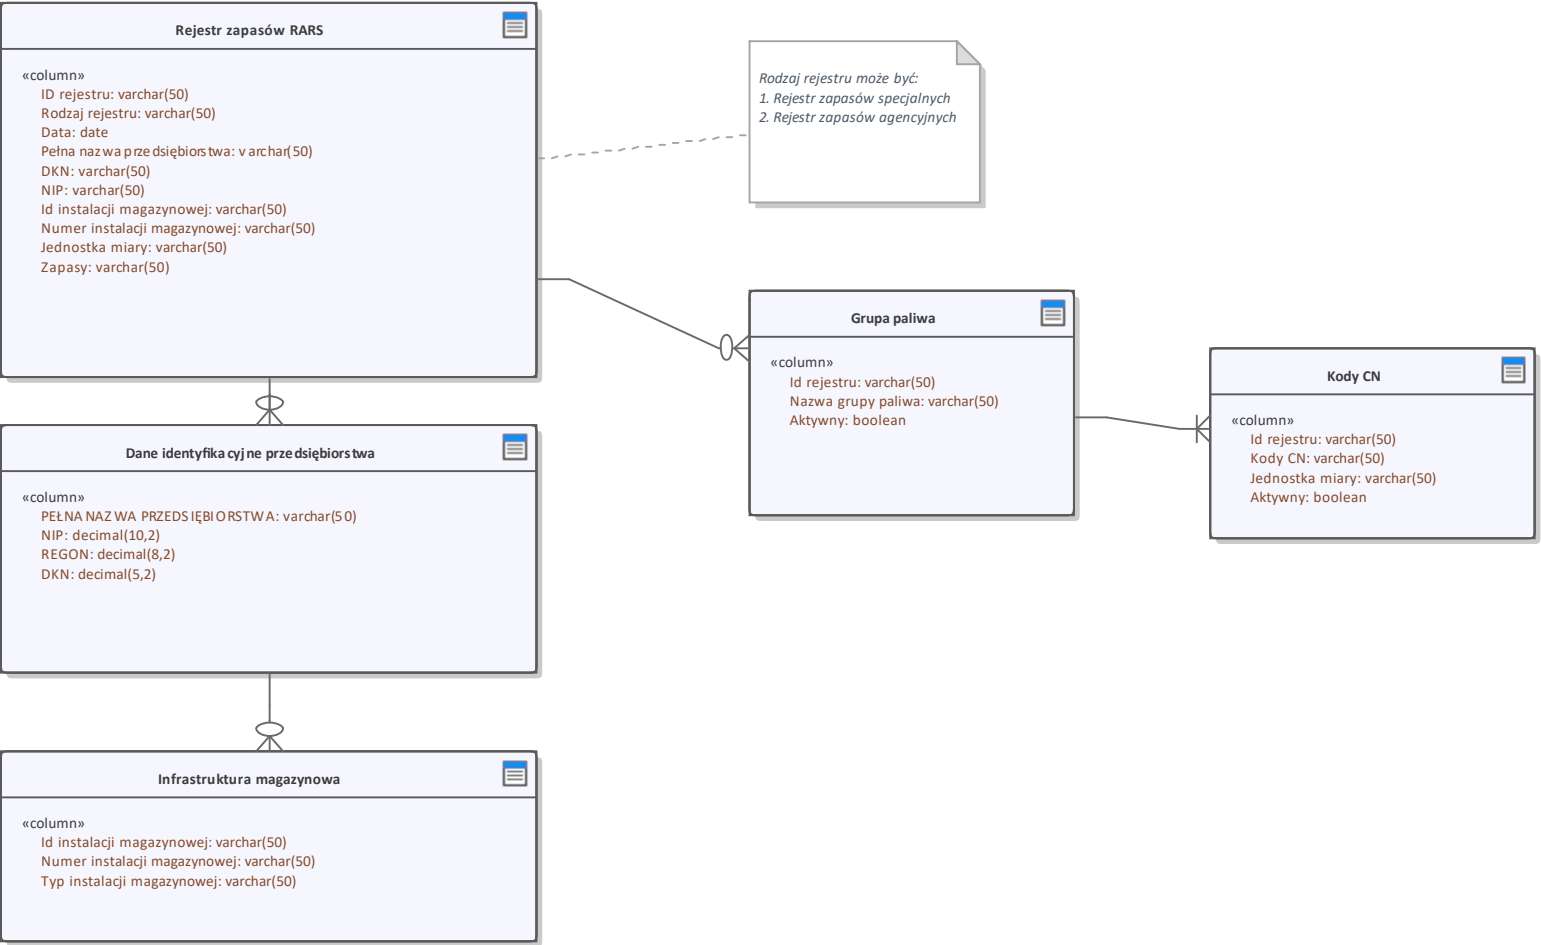 Rejestr zapasów RARS
«column»
ID rejestru: varchar(50)
Rodzaj rejestru: varchar(50)
Data: date
Pełna nazwa przedsiębiorstwa: varchar(50)
DKN: varchar(50)
NIP: varchar(50)
Id instalacji magazynowej: varchar(50)
Numer instalacji magazynowej: varchar(50)
Jednostka miary: varchar(50)
Zapasy: varchar(50)
Rodzaj rejestru może być:
1. Rejestr zapasów specjalnych
2. Rejestr zapasów agencyjnych
Grupa paliwa
«column»
Id rejestru: varchar(50)
Nazwa grupy paliwa: varchar(50)
Aktywny: boolean
Kody CN
«column»
Id rejestru: varchar(50)
Kody CN: varchar(50)
Jednostka miary: varchar(50)
Aktywny: boolean
Dane identyfikacyjne przedsiębiorstwa
«column»
PEŁNA NAZWA PRZEDSIĘBIORSTWA: varchar(50)
NIP: decimal(10,2)
REGON: decimal(8,2)
DKN: decimal(5,2)
Infrastruktura magazynowa
«column»
Id instalacji magazynowej: varchar(50)
Numer instalacji magazynowej: varchar(50)
Typ instalacji magazynowej: varchar(50)